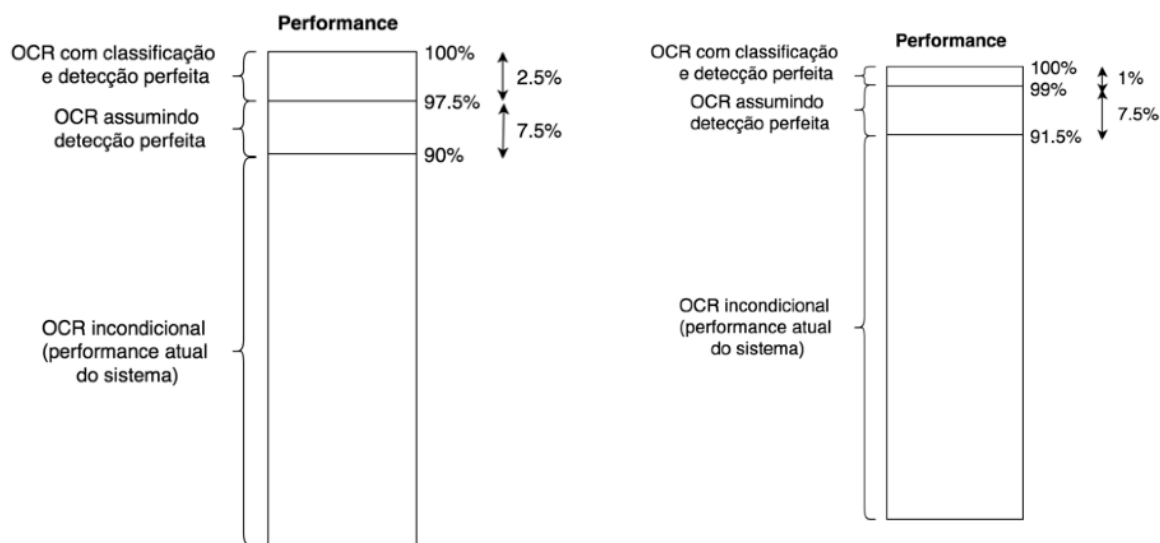 Performance
OCR com classificação
e detecção perfeita
100%
2.5%
97.5%
OCR assumindo
detecção perfeita
7.5%
90%
OCR incondicional
(performance atual
do sistema)
Performance
OCR com classificação
e detecção perfeita
100%
1%
99%
OCR assumindo
detecção perfeita
7.5%
91.5%
OCR incondicional
(performance atual
do sistema)